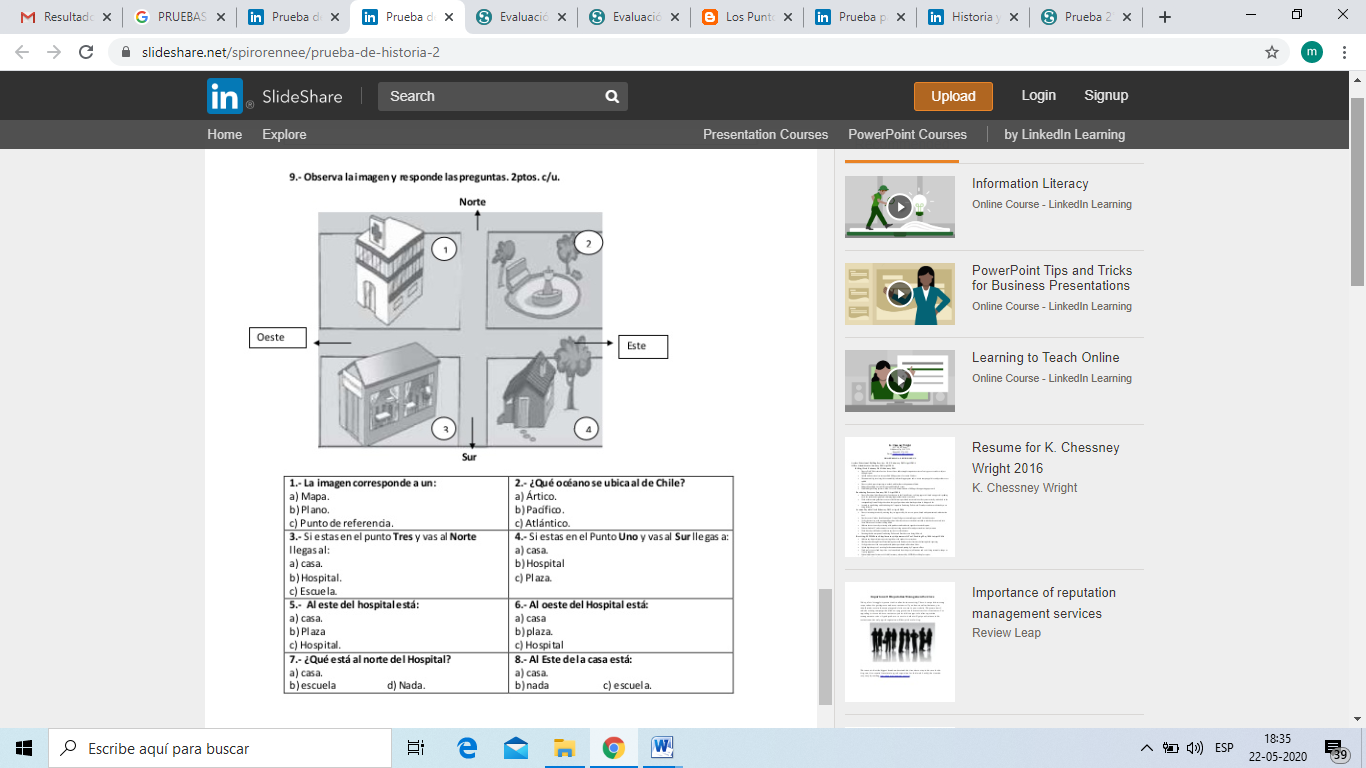 Resultado
PRUEBAS
Prueba de
Prueba de
Evaluació
Evaluació
Los Punto
Prueba p
Historia y
Prueba 2°
slideshare.net/spirorennee/prueba-de-historia-2
m
in SlideShare
Search
Upload
Login
Signup
Home
Explore
Presentation Courses
PowerPoint Courses
by LinkedIn Learning
9.- Observa la imagen y responde las preguntas. 2ptos. c/u.
Norte
1
2
Oeste
Este
3
4
Sur
1.- La imagen corresponde a un:
a) Mapa.
b) Plano.
c) Punto de referencia.
2.- ¿Qué océano se ubica al de Chile?
a) Ártico.
b) Pacífico.
c) Atlántico.
3.- Si estas en el punto Tres y vas al Norte
llegas al:
a) casa.
b) Hospital.
c) Escuela.
4.- Si estas en el Punto Uno y vas al Sur llegas a:
a) casa.
b) Hospital
c) Plaza.
5.- Al este del hospital está:
a) casa.
b) Plaza
c) Hospital.
6.- Al oeste del Hospital está:
a) casa
b) plaza.
c) Hospital
7.- ¿Qué está al norte del Hospital?
a) casa.
b) escuela d) Nada.
8.- Al Este de la casa está:
a) casa.
b) nada c) escuela.
Information Literacy
Online Course - LinkedIn Learning
PowerPoint Tips and Tricks
for Business Presentations
Online Course - LinkedIn Learning
Learning to Teach Online
Online Course - LinkedIn Learning
Resume for K. Chessney
Wright 2016
K. Chessney Wright
Importance of reputation
management services
Review Leap
Escribe aquí para buscar
ESP
18:35
22-05-2020
39